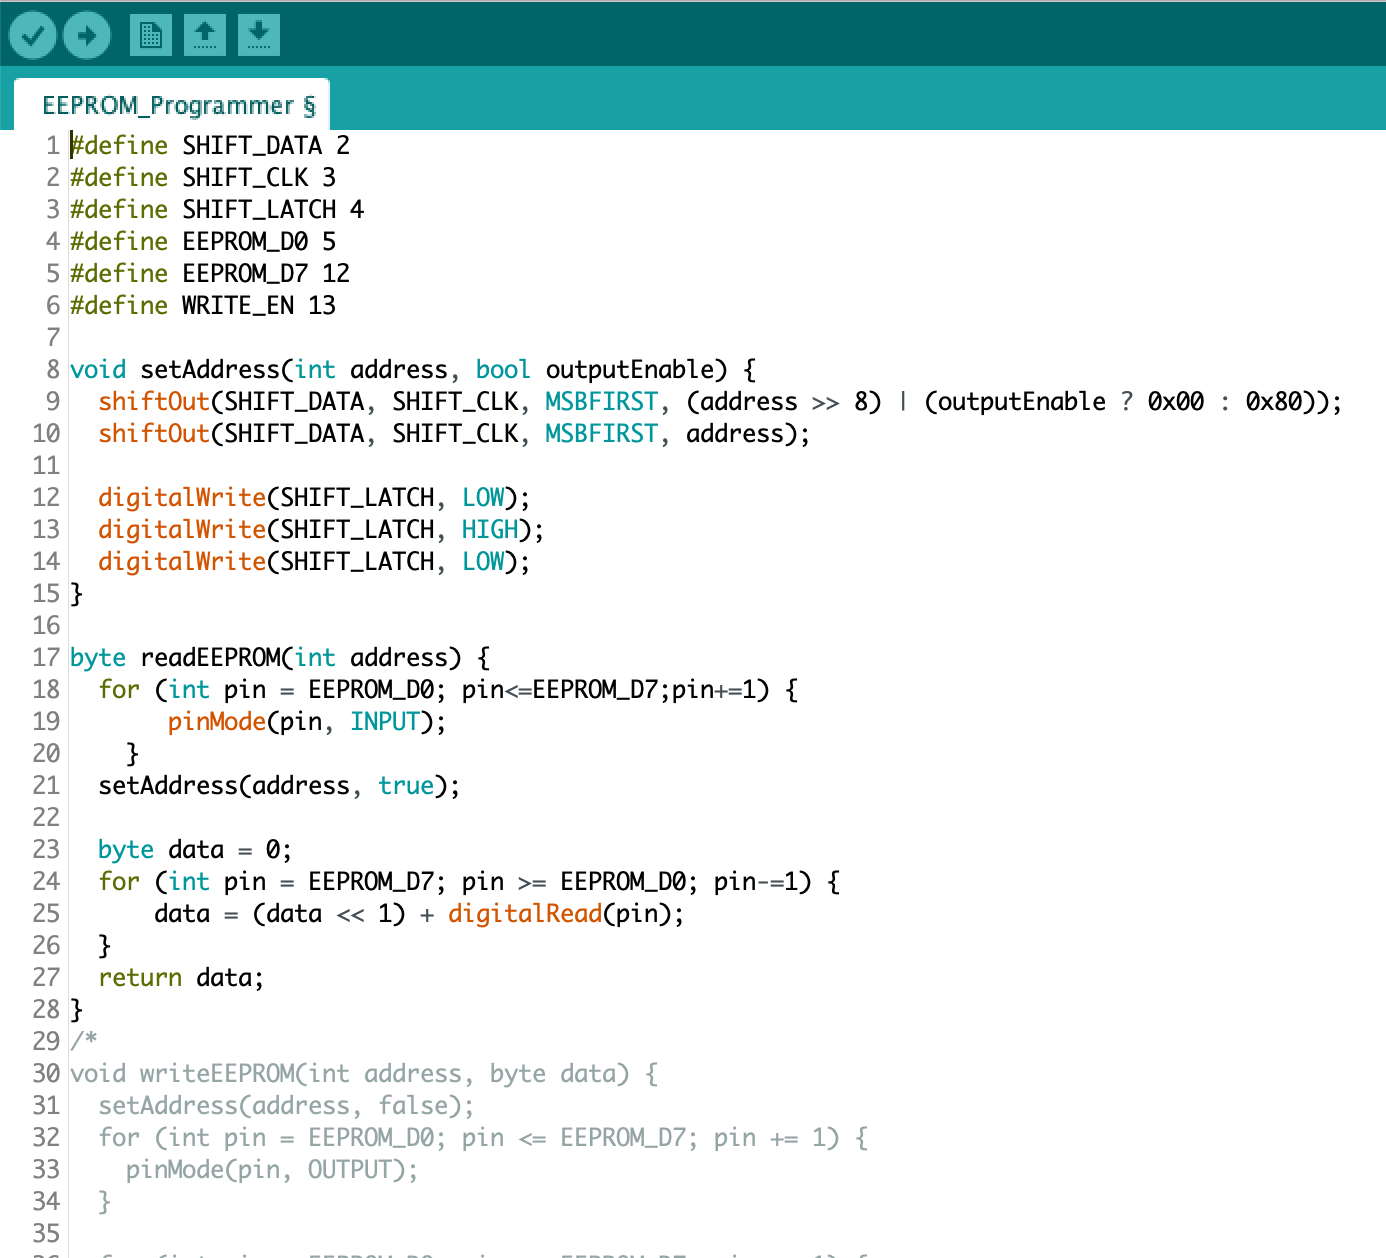 EEPROM_Programmer §
1 #define SHIFT_DATA 2
2 #define SHIFT_CLK 3
3 #define SHIFT_LATCH 4
4 #define EEPROM_D0 5
5 #define EEPROM_D7 12
6 #define WRITE_EN 13
7
8 void setAddress(int address, bool outputEnable) {
9   shiftOut(SHIFT_DATA, SHIFT_CLK, MSBFIRST, (address >> 8) | (outputEnable ? 0x00 : 0x80));
10   shiftOut(SHIFT_DATA, SHIFT_CLK, MSBFIRST, address);
11
12   digitalWrite(SHIFT_LATCH, LOW);
13   digitalWrite(SHIFT_LATCH, HIGH);
14   digitalWrite(SHIFT_LATCH, LOW);
15 }
16
17 byte readEEPROM(int address) {
18   for (int pin = EEPROM_D0; pin<=EEPROM_D7;pin+=1) {
19        pinMode(pin, INPUT);
20     }
21   setAddress(address, true);
22
23   byte data = 0;
24   for (int pin = EEPROM_D7; pin >= EEPROM_D0; pin-=1) {
25       data = (data << 1) + digitalRead(pin);
26   }
27   return data;
28 }
29 /*
30 void writeEEPROM(int address, byte data) {
31   setAddress(address, false);
32   for (int pin = EEPROM_D0; pin <= EEPROM_D7; pin += 1) {
33     pinMode(pin, OUTPUT);
34   }
35